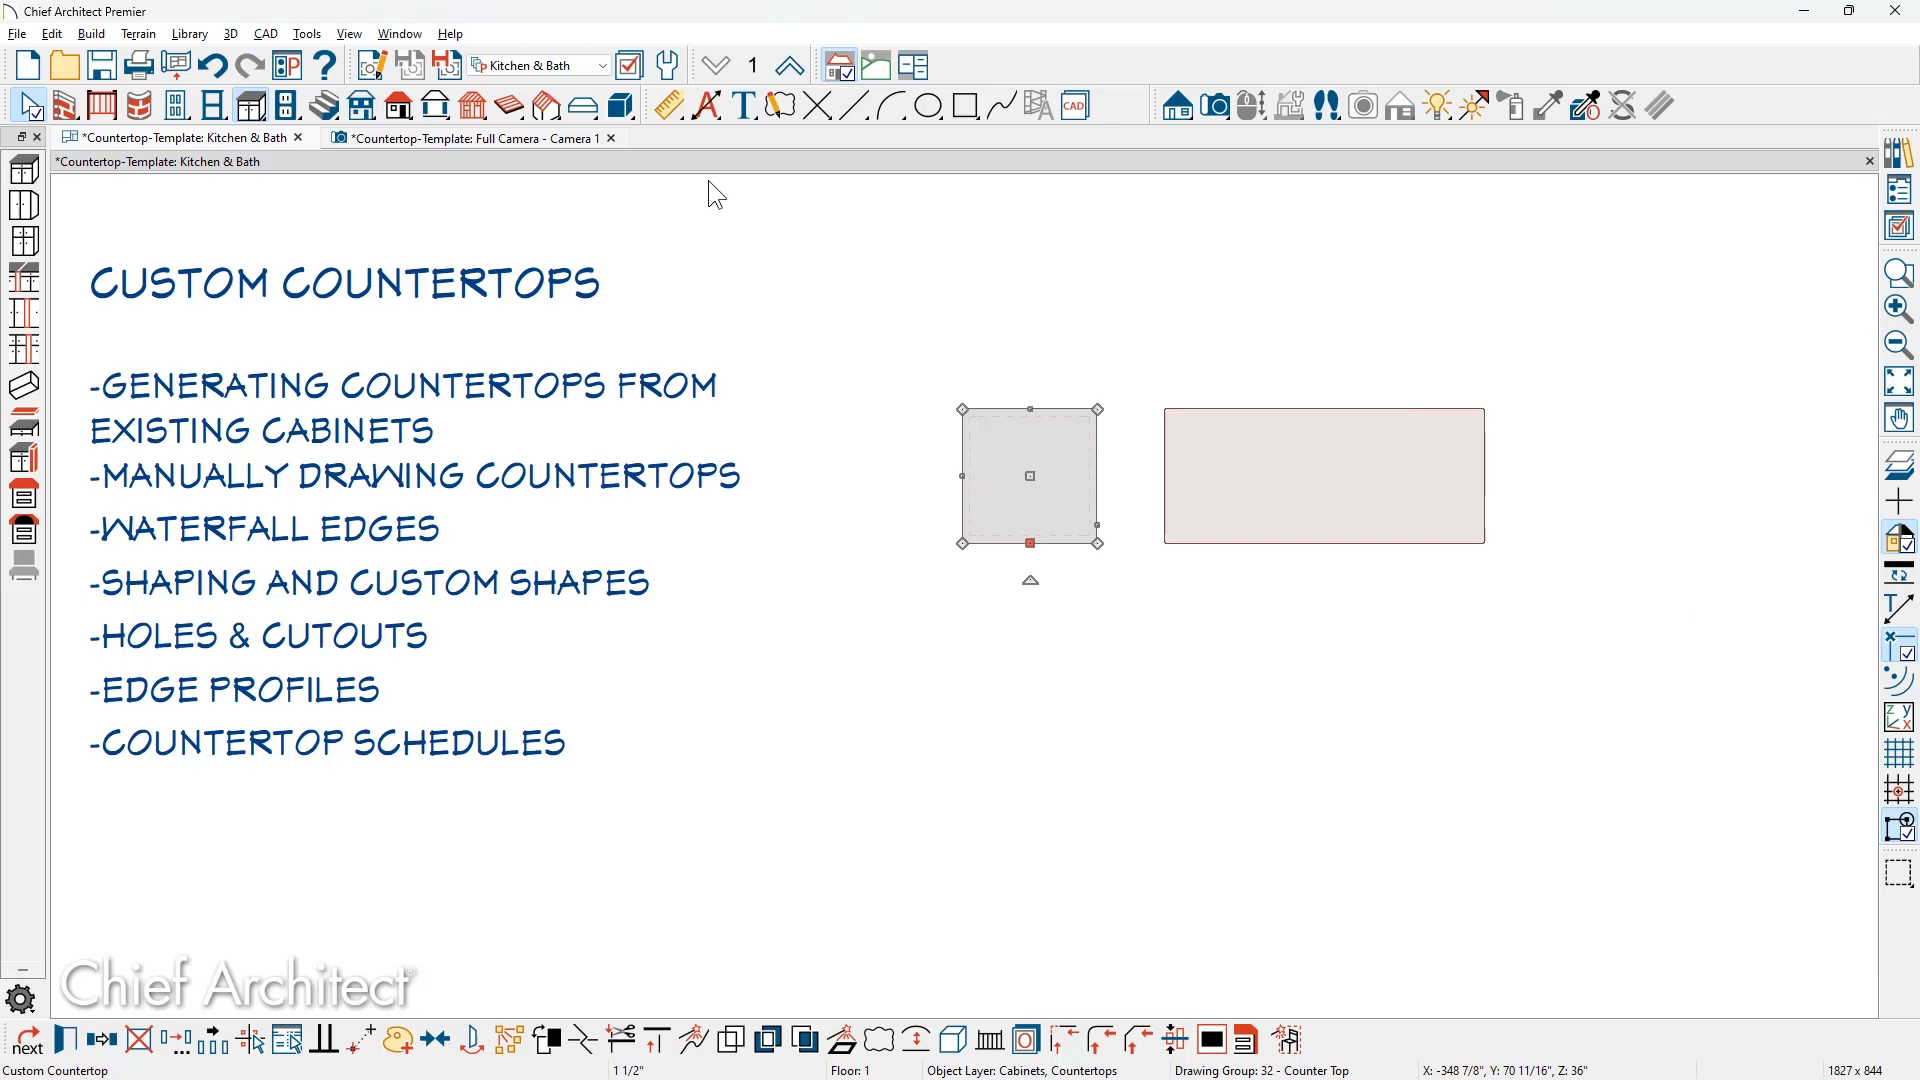 Chief Architect Premier
File Edit Build Terrain Library 3D CAD Tools View Window Help
Kitchen & Bath 1
CAD
*Countertop-Template: Kitchen & Bath *Countertop-Template: Full Camera - Camera 1
*Countertop-Template: Kitchen & Bath
CUSTOM COUNTERTOPS
-GENERATING COUNTERTOPS FROM
EXISTING CABINETS
-MANUALLY DRAWING COUNTERTOPS
-WATERFALL EDGES
-SHAPING AND CUSTOM SHAPES
-HOLES & CUTOUTS
-EDGE PROFILES
-COUNTERTOP SCHEDULES
Chief Architect
next
Custom Countertop 1 1/2" Floor: 1 Object Layer: Cabinets, Countertops Drawing Group: 32 - Counter Top X: -348 7/8", Y: 70 11/16", Z: 36" 1827 x 844